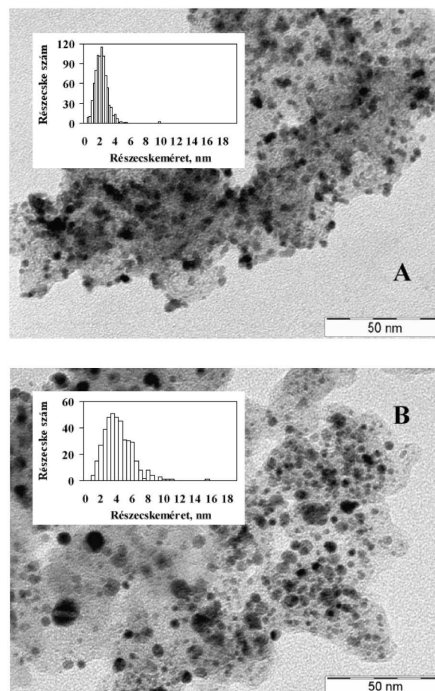 120
90
60
30
0
Részecske szám
0 2 4 6 8 10 12 14 16 18
Részecskeméret, nm
A
50 nm
60
40
20
0
Részecske szám
0 2 4 6 8 10 12 14 16 18
Részecskeméret, nm
B
50 nm